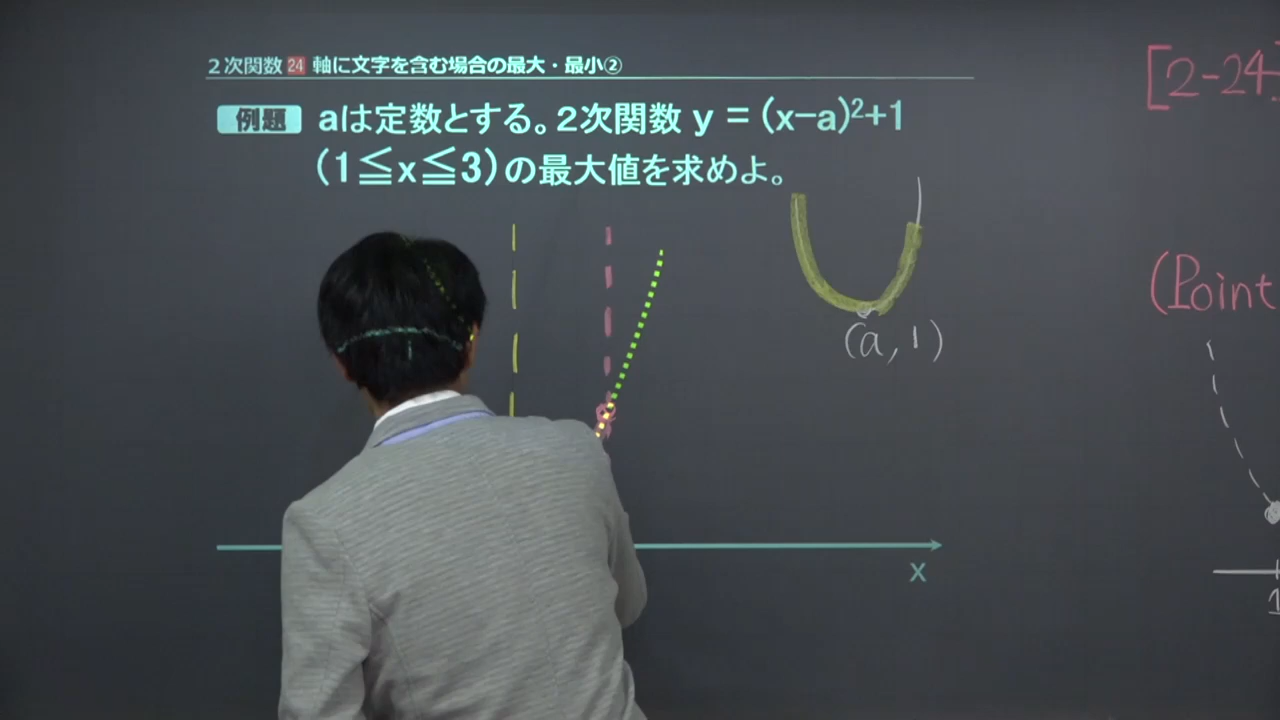 2次関数 24 軸に文字を含む場合の最大・最小②
例題 aは定数とする。2次関数 y = (x−a)²+1
(1≦x≦3)の最大値を求めよ。
(a, 1)
x
[2-24]
(Point
1